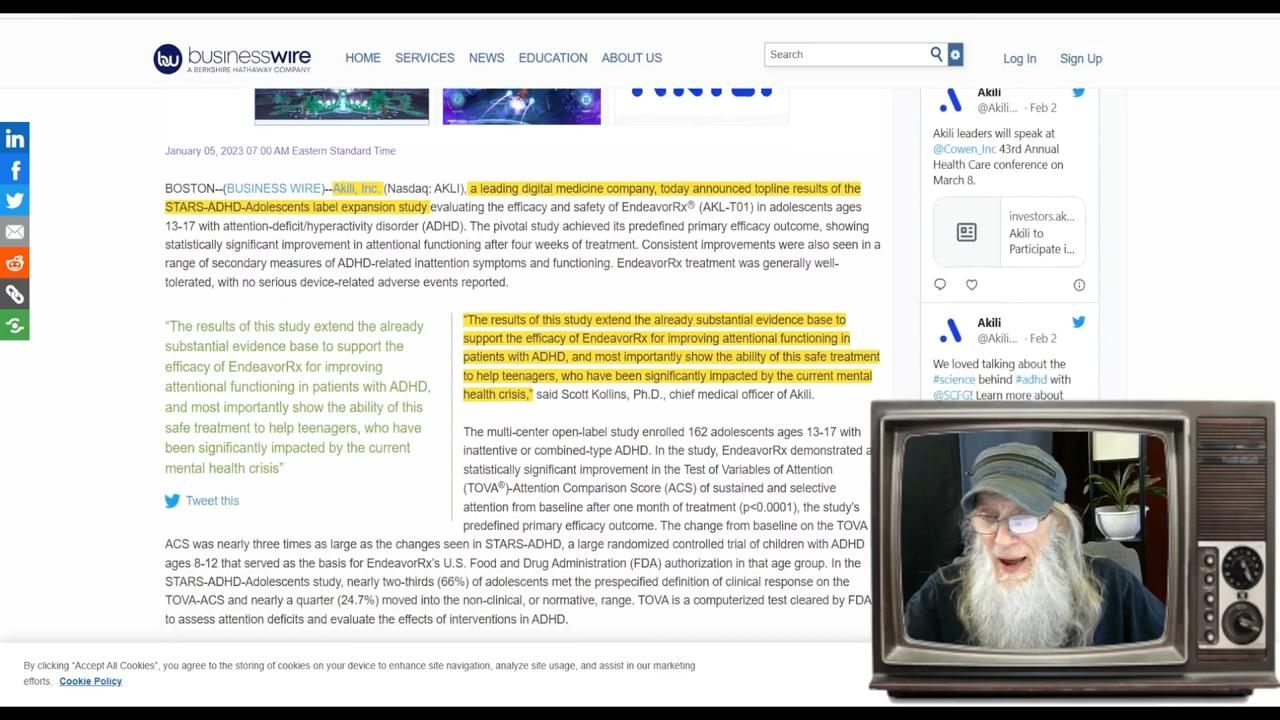 businesswire
A BERKSHIRE HATHAWAY COMPANY
HOME SERVICES NEWS EDUCATION ABOUT US
Search
Log In Sign Up
January 05, 2023 07:00 AM Eastern Standard Time
BOSTON--(BUSINESS WIRE)--Akili, Inc. (Nasdaq: AKLI), a leading digital medicine company, today announced topline results of the
STARS-ADHD-Adolescents label expansion study evaluating the efficacy and safety of EndeavorRx® (AKL-T01) in adolescents ages
13-17 with attention-deficit/hyperactivity disorder (ADHD). The pivotal study achieved its predefined primary efficacy outcome, showing
statistically significant improvement in attentional functioning after four weeks of treatment. Consistent improvements were also seen in a
range of secondary measures of ADHD-related inattention symptoms and functioning. EndeavorRx treatment was generally well-
tolerated, with no serious device-related adverse events reported.
“The results of this study extend the already
substantial evidence base to support the
efficacy of EndeavorRx for improving
attentional functioning in patients with ADHD,
and most importantly show the ability of this
safe treatment to help teenagers, who have
been significantly impacted by the current
mental health crisis”
Tweet this
“The results of this study extend the already substantial evidence base to
support the efficacy of EndeavorRx for improving attentional functioning in
patients with ADHD, and most importantly show the ability of this safe treatment
to help teenagers, who have been significantly impacted by the current mental
health crisis,” said Scott Kollins, Ph.D., chief medical officer of Akili.
The multi-center open-label study enrolled 162 adolescents ages 13-17 with
inattentive or combined-type ADHD. In the study, EndeavorRx demonstrated a
statistically significant improvement in the Test of Variables of Attention
(TOVA®)-Attention Comparison Score (ACS) of sustained and selective
attention from baseline after one month of treatment (p<0.0001), the study's
predefined primary efficacy outcome. The change from baseline on the TOVA
ACS was nearly three times as large as the changes seen in STARS-ADHD, a large randomized controlled trial of children with ADHD
ages 8-12 that served as the basis for EndeavorRx's U.S. Food and Drug Administration (FDA) authorization in that age group. In the
STARS-ADHD-Adolescents study, nearly two-thirds (66%) of adolescents met the prespecified definition of clinical response on the
TOVA-ACS and nearly a quarter (24.7%) moved into the non-clinical, or normative, range. TOVA is a computerized test cleared by FDA
to assess attention deficits and evaluate the effects of interventions in ADHD.
Akili
@Akili... · Feb 2
Akili leaders will speak at
@Cowen_Inc 43rd Annual
Health Care conference on
March 8.
investors.ak...
Akili to
Participate i...
Akili
@Akili... · Feb 2
We loved talking about the
#science behind #adhd with
@SCFG! Learn more about
By clicking “Accept All Cookies”, you agree to the storing of cookies on your device to enhance site navigation, analyze site usage, and assist in our marketing
efforts. Cookie Policy